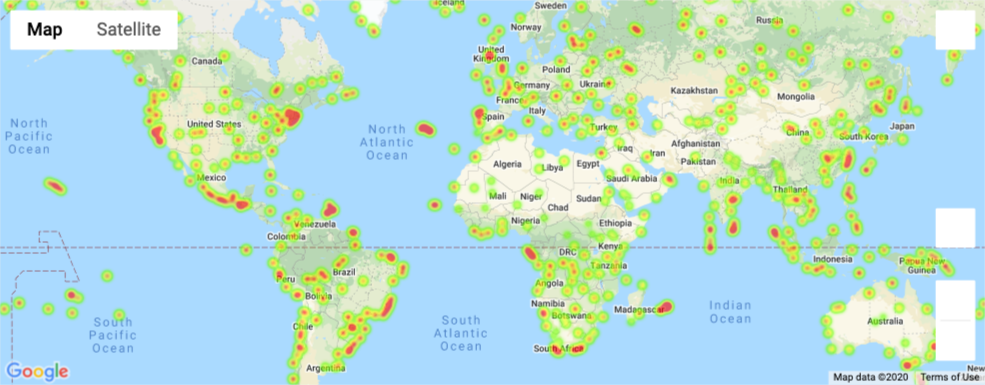 Map Satellite
Iceland
Sweden
Norway
Russia
Canada
United
Kingdom
Poland
Germany
Ukraine
Kazakhstan
Mongolia
France
Spain
Italy
Turkey
United States
North
Pacific
Ocean
North
Atlantic
Ocean
Afghanistan
China
South Korea
Japan
Iraq
Iran
Pakistan
Algeria
Libya
Egypt
Saudi Arabia
India
Mexico
Mali
Niger
Chad
Sudan
Thailand
Nigeria
Ethiopia
Venezuela
Colombia
DRC
Kenya
Tanzania
Indonesia
Papua New
Guinea
Peru
Brazil
Bolivia
Angola
Namibia
Botswana
Madagascar
Indian
Ocean
South
Pacific
Ocean
South
Atlantic
Ocean
Australia
Chile
South Africa
Argentina
New
Google
Map data ©2020 Terms of Use